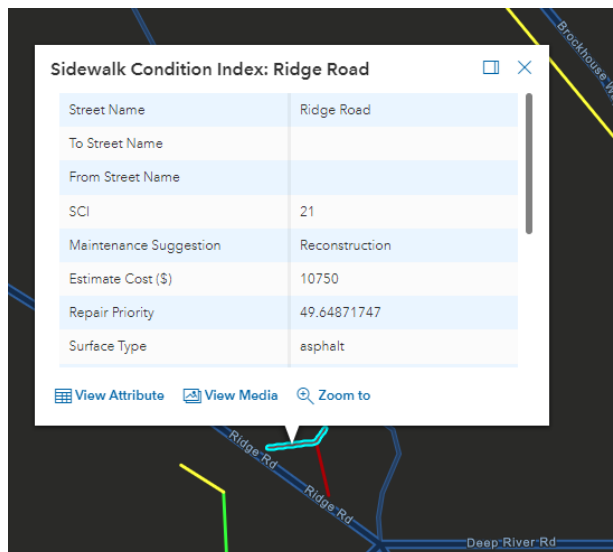 Brockhouse
Sidewalk Condition Index: Ridge Road
Street Name Ridge Road
To Street Name
From Street Name
SCI 21
Maintenance Suggestion Reconstruction
Estimate Cost ($) 10750
Repair Priority 49.64871747
Surface Type asphalt
View Attribute View Media Zoom to
Ridge Rd
Ridge Rd
Deep River Rd